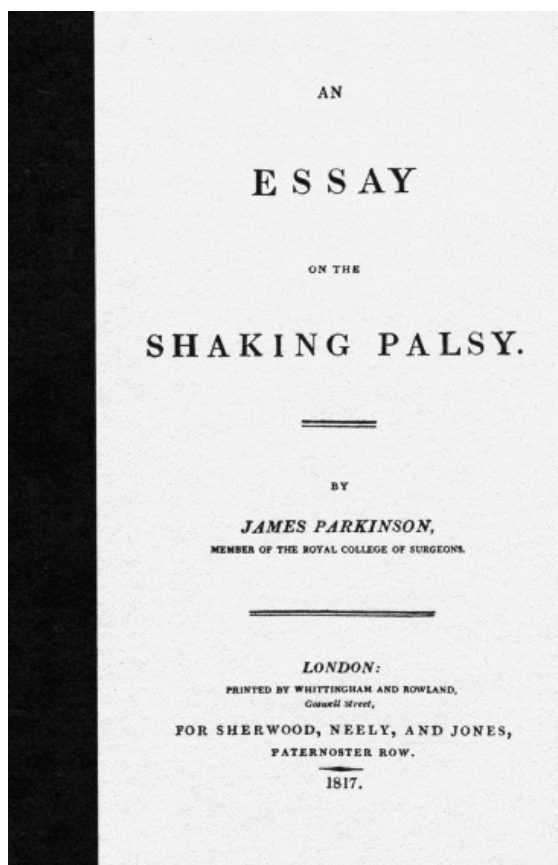 AN
ESSAY
ON THE
SHAKING PALSY.
BY
JAMES PARKINSON,
MEMBER OF THE ROYAL COLLEGE OF SURGEONS.
LONDON:
PRINTED BY WHITTINGHAM AND ROWLAND,
Goswell Street,
FOR SHERWOOD, NEELY, AND JONES,
PATERNOSTER ROW.
1817.